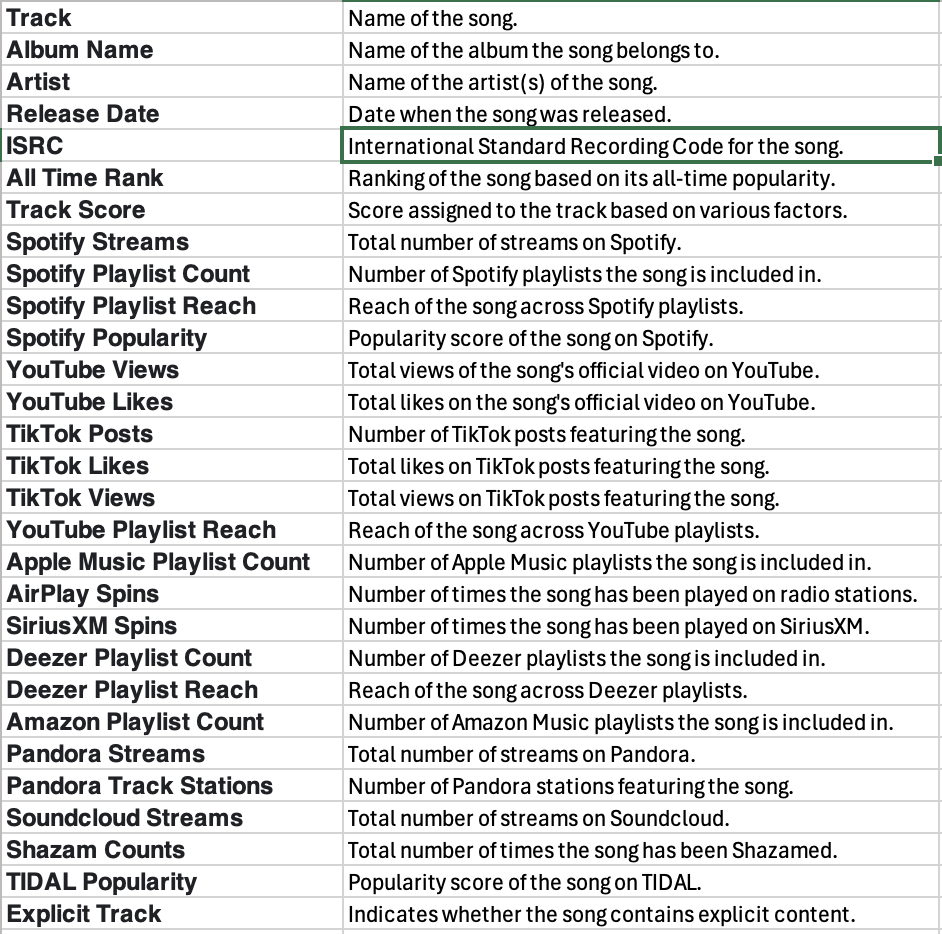 Track Name of the song.
Album Name Name of the album the song belongs to.
Artist Name of the artist(s) of the song.
Release Date Date when the song was released.
ISRC International Standard Recording Code for the song.
All Time Rank Ranking of the song based on its all-time popularity.
Track Score Score assigned to the track based on various factors.
Spotify Streams Total number of streams on Spotify.
Spotify Playlist Count Number of Spotify playlists the song is included in.
Spotify Playlist Reach Reach of the song across Spotify playlists.
Spotify Popularity Popularity score of the song on Spotify.
YouTube Views Total views of the song's official video on YouTube.
YouTube Likes Total likes on the song's official video on YouTube.
TikTok Posts Number of TikTok posts featuring the song.
TikTok Likes Total likes on TikTok posts featuring the song.
TikTok Views Total views on TikTok posts featuring the song.
YouTube Playlist Reach Reach of the song across YouTube playlists.
Apple Music Playlist Count Number of Apple Music playlists the song is included in.
AirPlay Spins Number of times the song has been played on radio stations.
SiriusXM Spins Number of times the song has been played on SiriusXM.
Deezer Playlist Count Number of Deezer playlists the song is included in.
Deezer Playlist Reach Reach of the song across Deezer playlists.
Amazon Playlist Count Number of Amazon Music playlists the song is included in.
Pandora Streams Total number of streams on Pandora.
Pandora Track Stations Number of Pandora stations featuring the song.
Soundcloud Streams Total number of streams on Soundcloud.
Shazam Counts Total number of times the song has been Shazamed.
TIDAL Popularity Popularity score of the song on TIDAL.
Explicit Track Indicates whether the song contains explicit content.